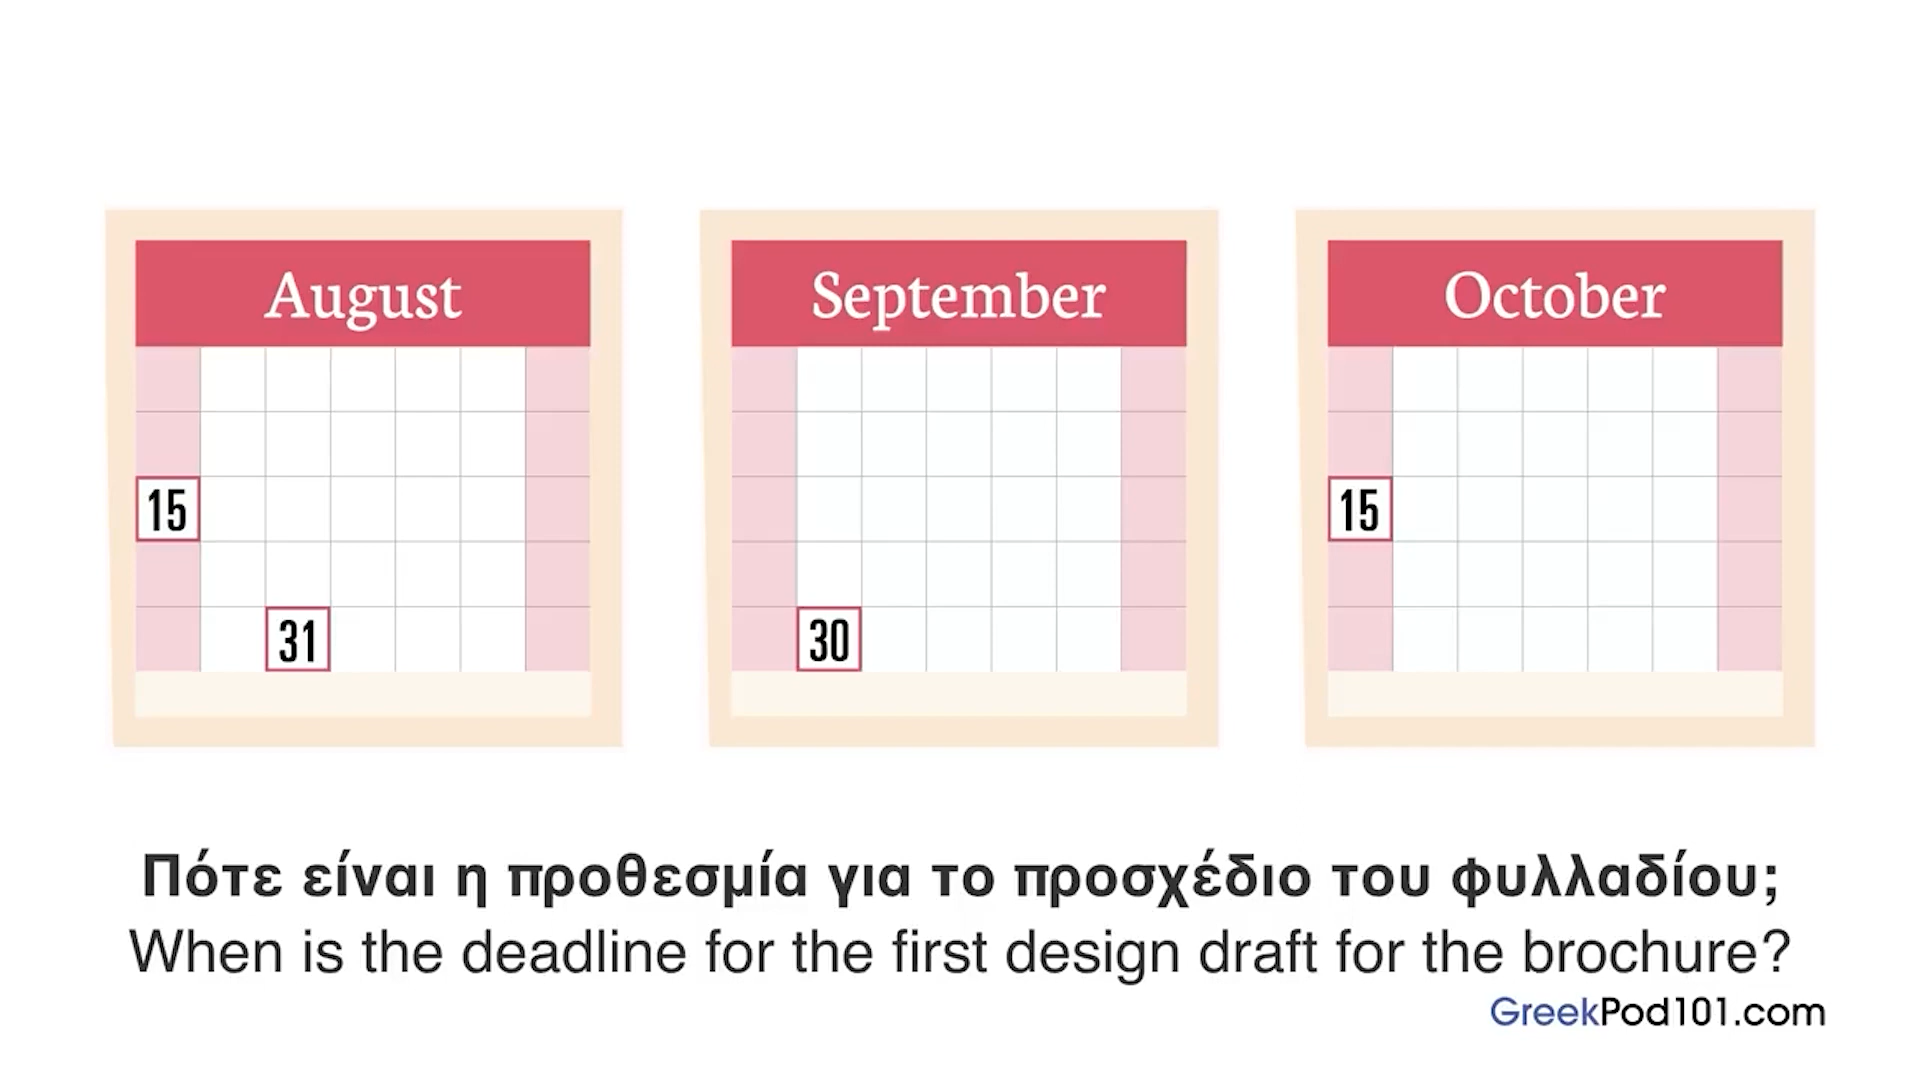 August
September
October
15
15
31
30
Πότε είναι η προθεσμία για το προσχέδιο του φυλλαδίου;
When is the deadline for the first design draft for the brochure?
GreekPod101.com